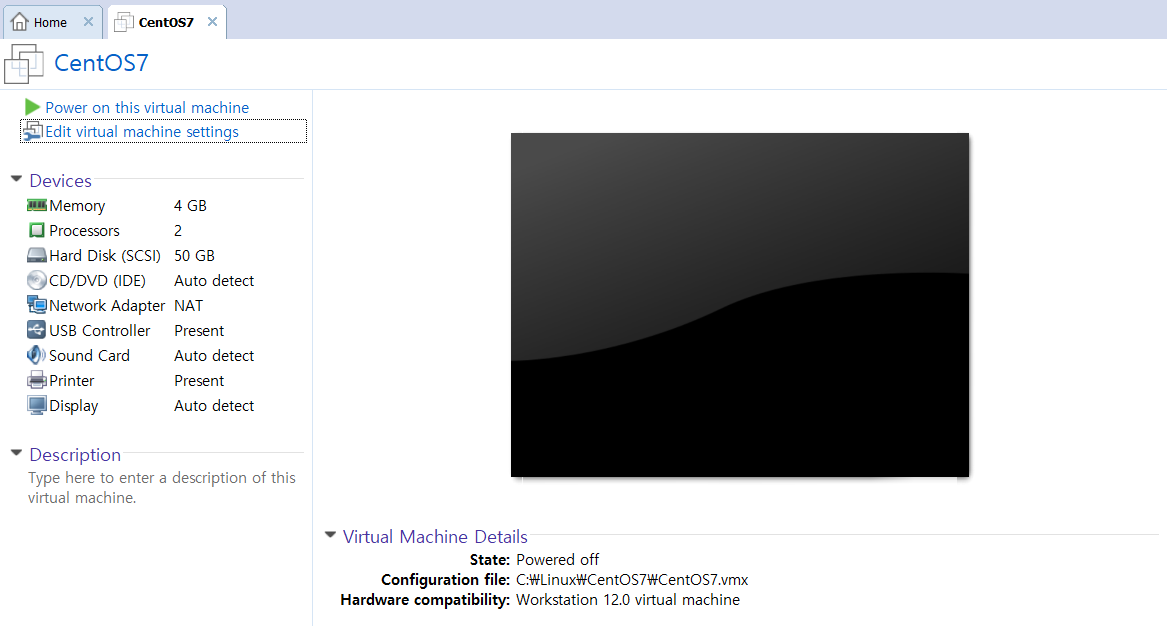 Home
CentOS7
CentOS7
Power on this virtual machine
Edit virtual machine settings
Devices
Memory 4 GB
Processors 2
Hard Disk (SCSI) 50 GB
CD/DVD (IDE) Auto detect
Network Adapter NAT
USB Controller Present
Sound Card Auto detect
Printer Present
Display Auto detect
Description
Type here to enter a description of this
virtual machine.
Virtual Machine Details
State: Powered off
Configuration file: C:₩Linux₩CentOS7₩CentOS7.vmx
Hardware compatibility: Workstation 12.0 virtual machine